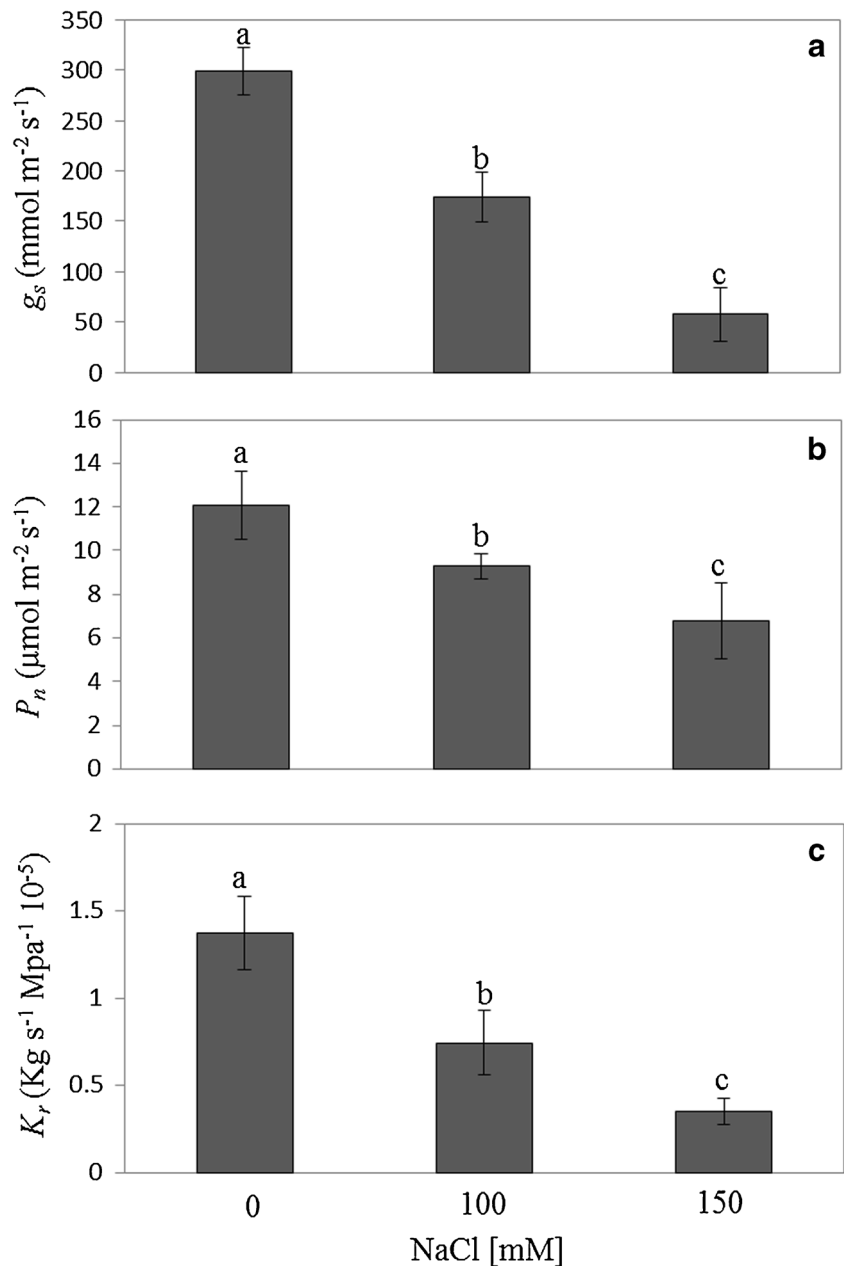 350
300
250
200
150
100
50
0
gₛ (mmol m⁻² s⁻¹)
a
b
c
a
16
14
12
10
8
6
4
2
0
Pₙ (µmol m⁻² s⁻¹)
a
b
c
b
2
1.5
1
0.5
0
Kᵣ (Kg s⁻¹ Mpa⁻¹ 10⁻⁵)
a
b
c
c
0 100 150
NaCl [mM]